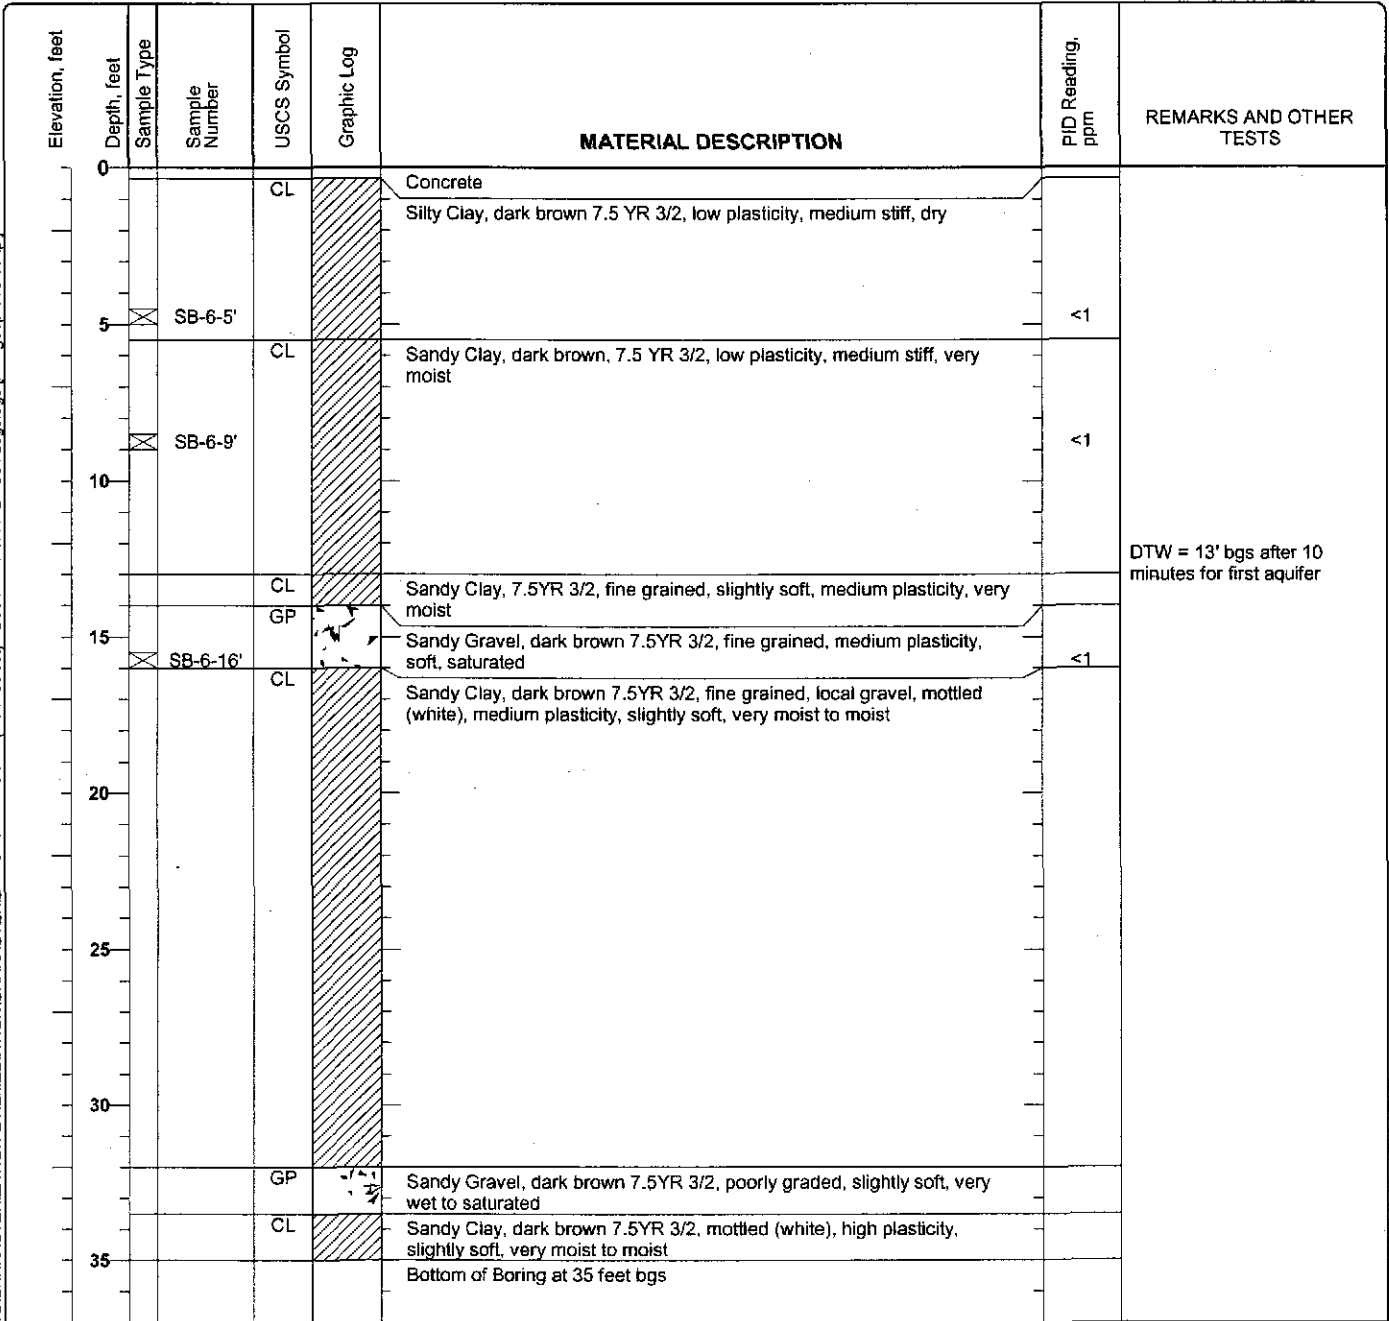 Elevation, feet
Depth, feet
Sample Type
Sample
Number
USCS Symbol
Graphic Log
MATERIAL DESCRIPTION
PID Reading,
ppm
REMARKS AND OTHER
TESTS
0
CL
Concrete
Silty Clay, dark brown 7.5 YR 3/2, low plasticity, medium stiff, dry
5
SB-6-5'
<1
CL
Sandy Clay, dark brown, 7.5 YR 3/2, low plasticity, medium stiff, very
moist
SB-6-9'
<1
10
DTW = 13' bgs after 10
minutes for first aquifer
CL
Sandy Clay, 7.5YR 3/2, fine grained, slightly soft, medium plasticity, very
moist
GP
15
Sandy Gravel, dark brown 7.5YR 3/2, fine grained, medium plasticity,
soft, saturated
SB-6-16'
<1
CL
Sandy Clay, dark brown 7.5YR 3/2, fine grained, local gravel, mottled
(white), medium plasticity, slightly soft, very moist to moist
20
25
30
GP
Sandy Gravel, dark brown 7.5YR 3/2, poorly graded, slightly soft, very
wet to saturated
CL
Sandy Clay, dark brown 7.5YR 3/2, mottled (white), high plasticity,
slightly soft, very moist to moist
35
Bottom of Boring at 35 feet bgs